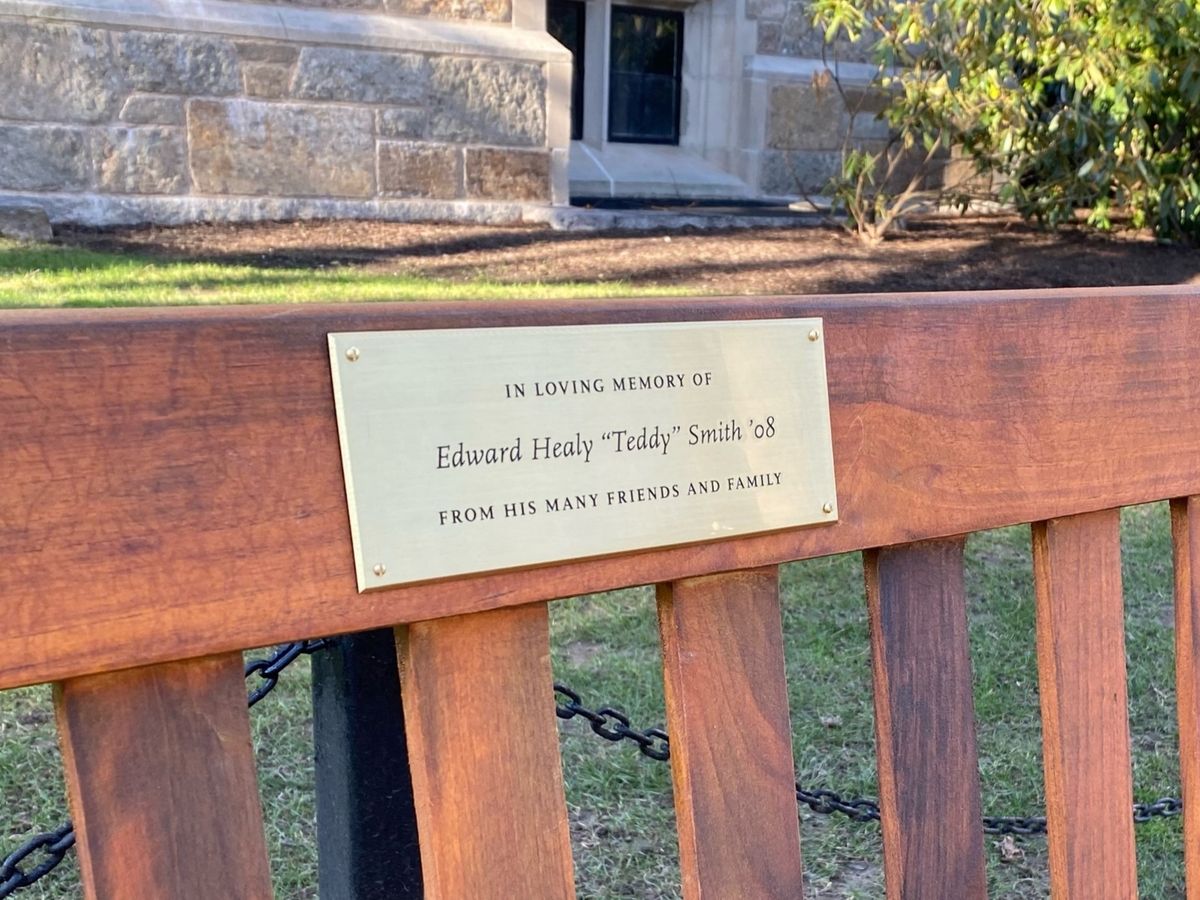 IN LOVING MEMORY OF
Edward Healy “Teddy” Smith ’08
FROM HIS MANY FRIENDS AND FAMILY